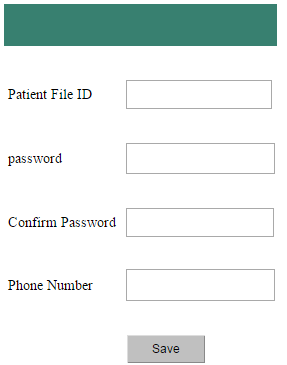 Patient File ID
password
Confirm Password
Phone Number
Save